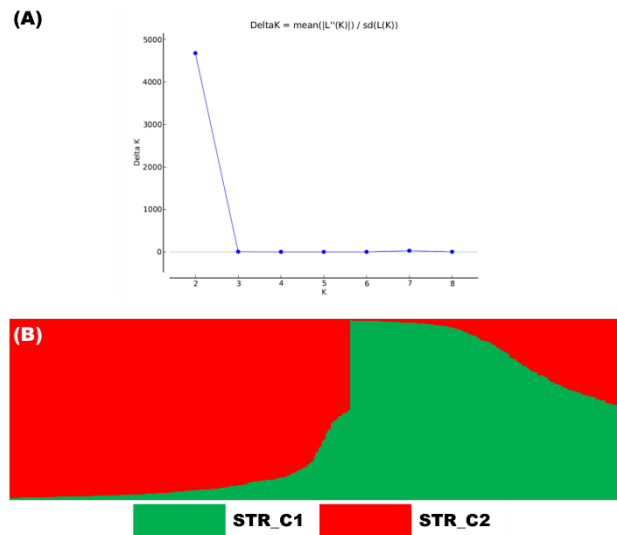 (A)
DeltaK = mean(|L"(K)|) / sd(L(K))
5000
4000
3000
2000
1000
0
Delta K
2 3 4 5 6 7 8
K
(B)
STR_C1 STR_C2